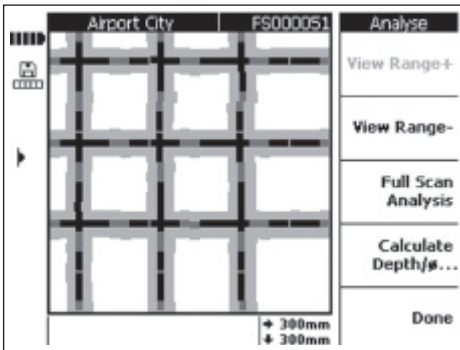 Airport City FS000051 Analyse
View Range+
View Range-
Full Scan
Analysis
Calculate
Depth/ø...
Done
→ 300mm
↓ 300mm